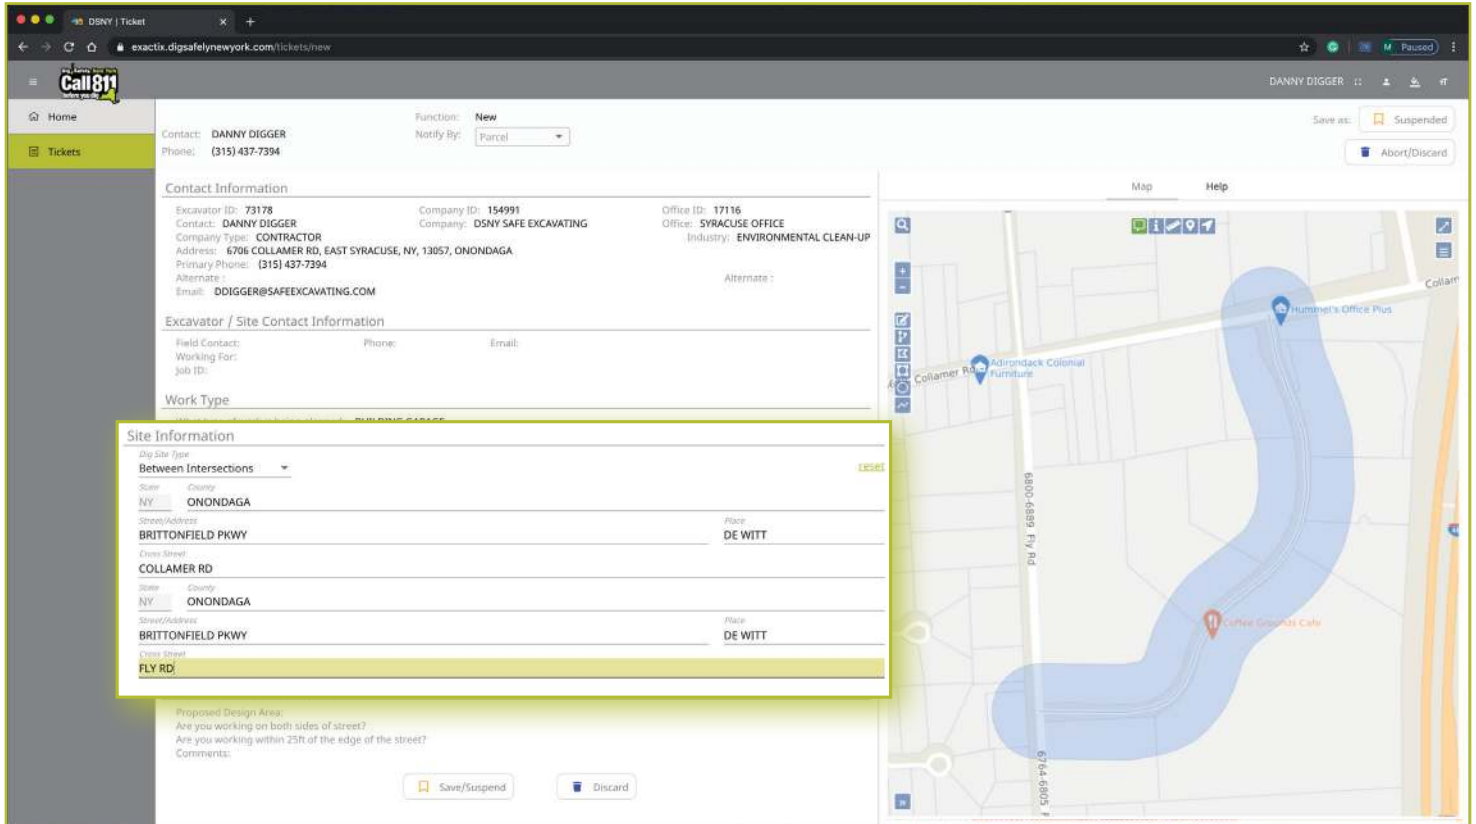 DSNY | Ticket
exactix.digsafelynewyork.com/tickets/new
M Paused
Call811
before you dig
DANNY DIGGER
Home
Tickets
Contact: DANNY DIGGER
Phone: (315) 437-7394
Function: New
Notify By: Parcel
Save as: Suspended
Abort/Discard
Contact Information
Excavator ID: 73178 Company ID: 154991 Office ID: 17116
Contact: DANNY DIGGER Company: DSNY SAFE EXCAVATING Office: SYRACUSE OFFICE
Company Type: CONTRACTOR Industry: ENVIRONMENTAL CLEAN-UP
Address: 6706 COLLAMER RD, EAST SYRACUSE, NY, 13057, ONONDAGA
Primary Phone: (315) 437-7394
Alternate : Alternate :
Email: DDIGGER@SAFEEXCAVATING.COM
Excavator / Site Contact Information
Field Contact: Phone: Email:
Working For:
Job ID:
Work Type
Site Information
Dig Site Type
Between Intersections
reset
State County
NY ONONDAGA
Street/Address Place
BRITTONFIELD PKWY DE WITT
Cross Street
COLLAMER RD
State County
NY ONONDAGA
Street/Address Place
BRITTONFIELD PKWY DE WITT
Cross Street
FLY RD
Proposed Design Area:
Are you working on both sides of street?
Are you working within 25ft of the edge of the street?
Comments:
Save/Suspend Discard
Map Help
Collam
Hummel's Office Plus
Adirondack Colonial
Furniture
Collamer Rd
6800-6889 Fly Rd
Coffee Grounds Cafe
6764-6805 F